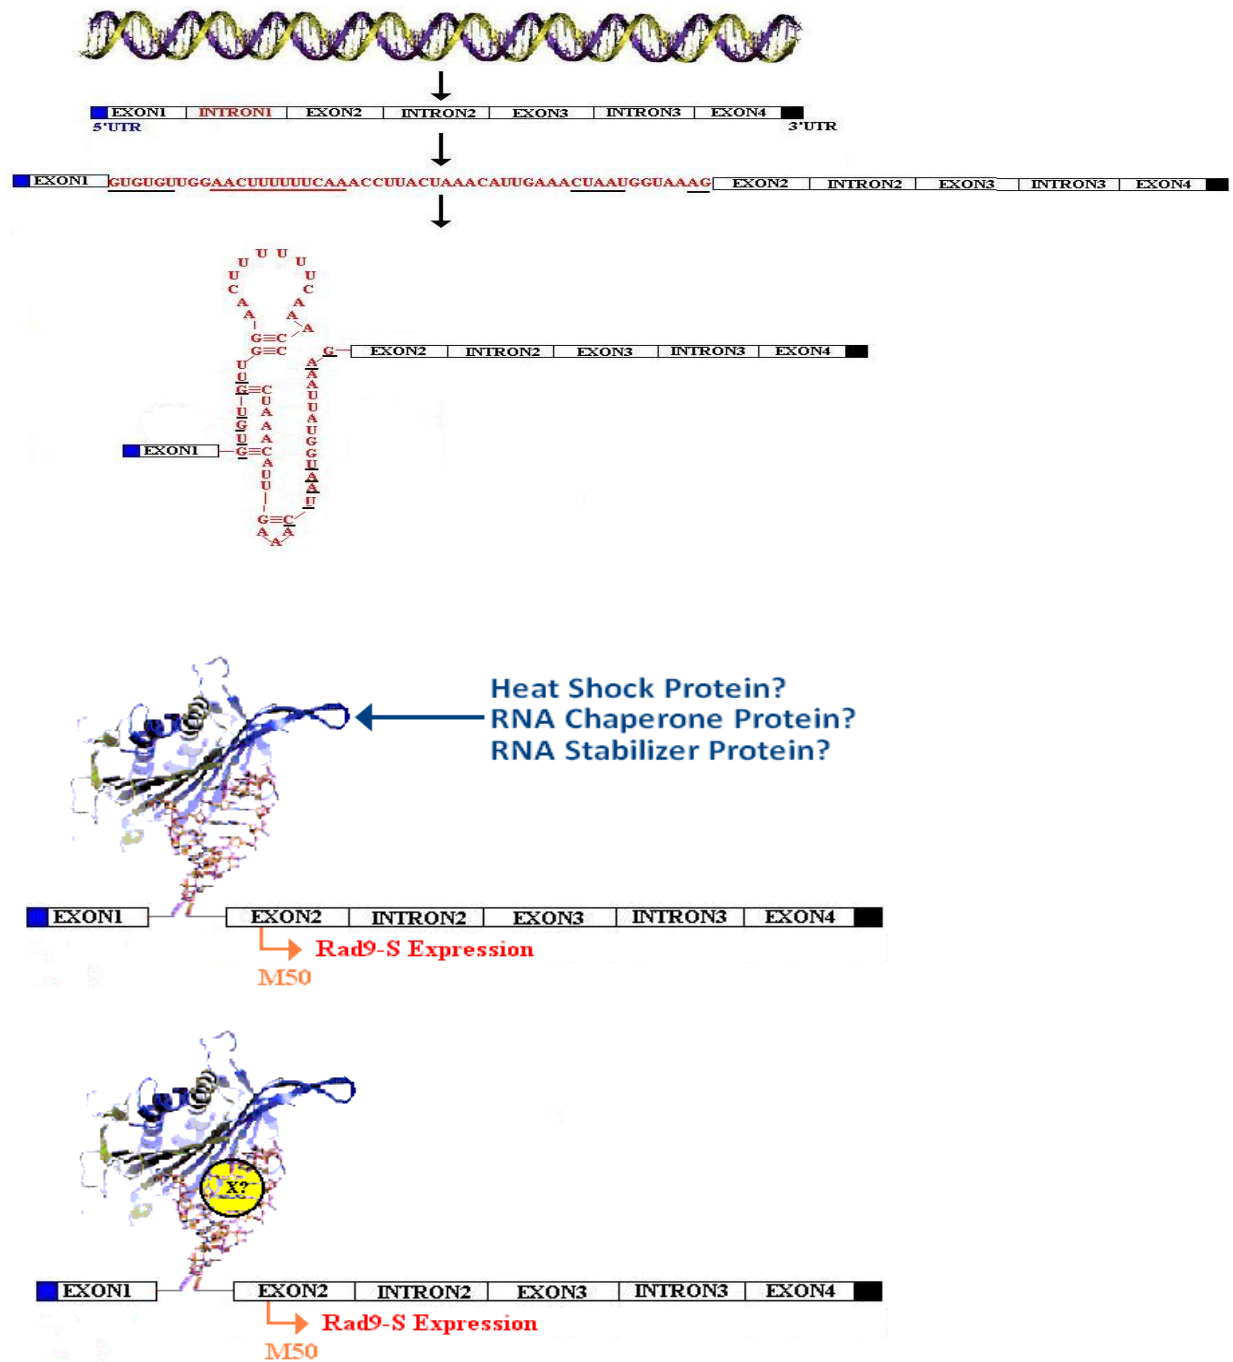 EXON1 INTRON1 EXON2 INTRON2 EXON3 INTRON3 EXON4
5'UTR 3'UTR
EXON1 GUGUGUUGGAACUUUUUUCAAACCUUACUAAACAUUGAAACUAAUGGUAAAG EXON2 INTRON2 EXON3 INTRON3 EXON4
U U
U U
U U
C C
A A
A A
A
G≡C
G≡C G EXON2 INTRON2 EXON3 INTRON3 EXON4
U A
U A
G≡C A
U U
U A U
G A A
U A U
EXON1 G≡C G
A G
U U
U A
A
U
G≡C
A A
A
Heat Shock Protein?
RNA Chaperone Protein?
RNA Stabilizer Protein?
EXON1 EXON2 INTRON2 EXON3 INTRON3 EXON4
Rad9-S Expression
M50
X?
EXON1 EXON2 INTRON2 EXON3 INTRON3 EXON4
Rad9-S Expression
M50